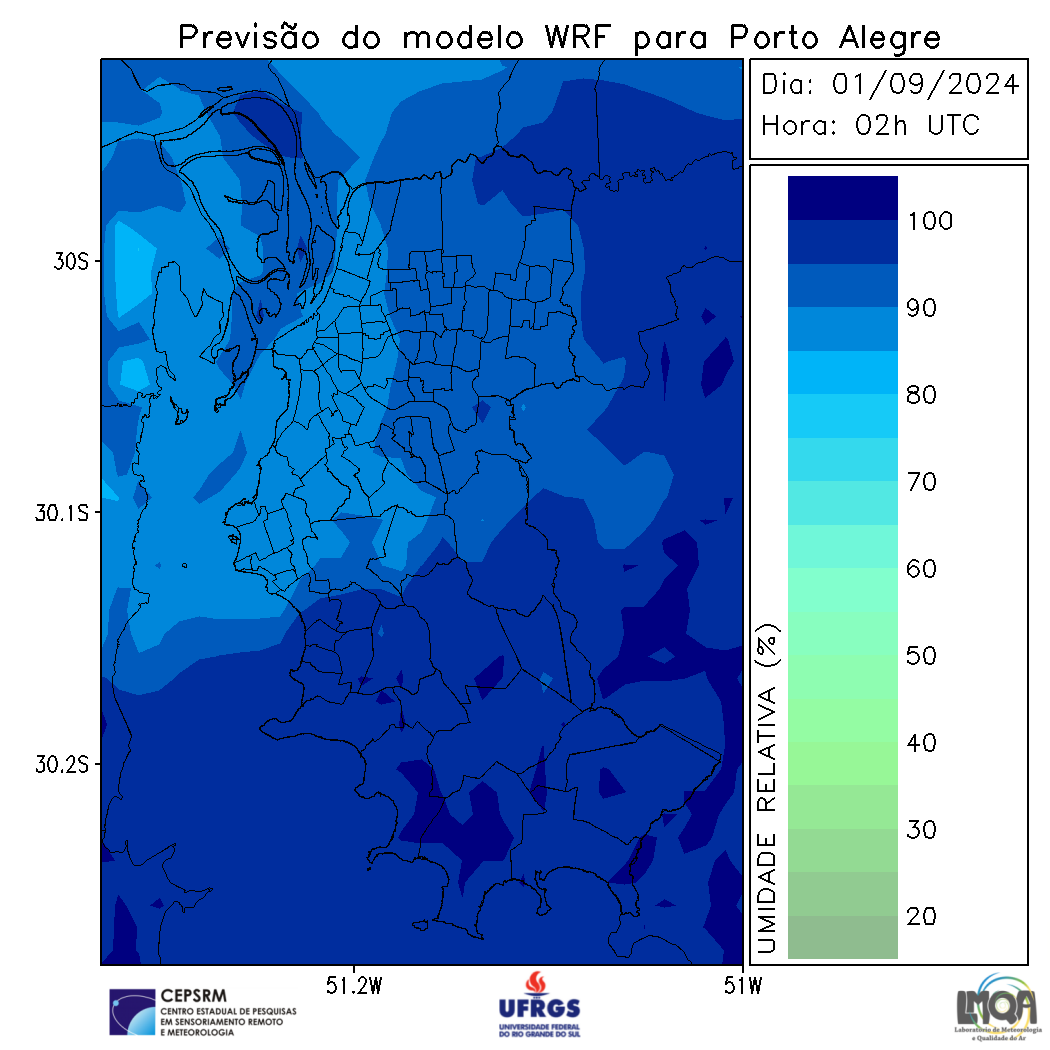 Previsão do modelo WRF para Porto Alegre
Dia: 01/09/2024
Hora: 02h UTC
100
90
80
70
60
50
40
30
20
UMIDADE RELATIVA (%)
30S
30.1S
30.2S
51.2W
51W
CEPSRM
CENTRO ESTADUAL DE PESQUISAS
EM SENSORIAMENTO REMOTO
E METEOROLOGIA
UFRGS
UNIVERSIDADE FEDERAL
DO RIO GRANDE DO SUL
LMQA
Laboratório de Meteorologia
e Qualidade do Ar